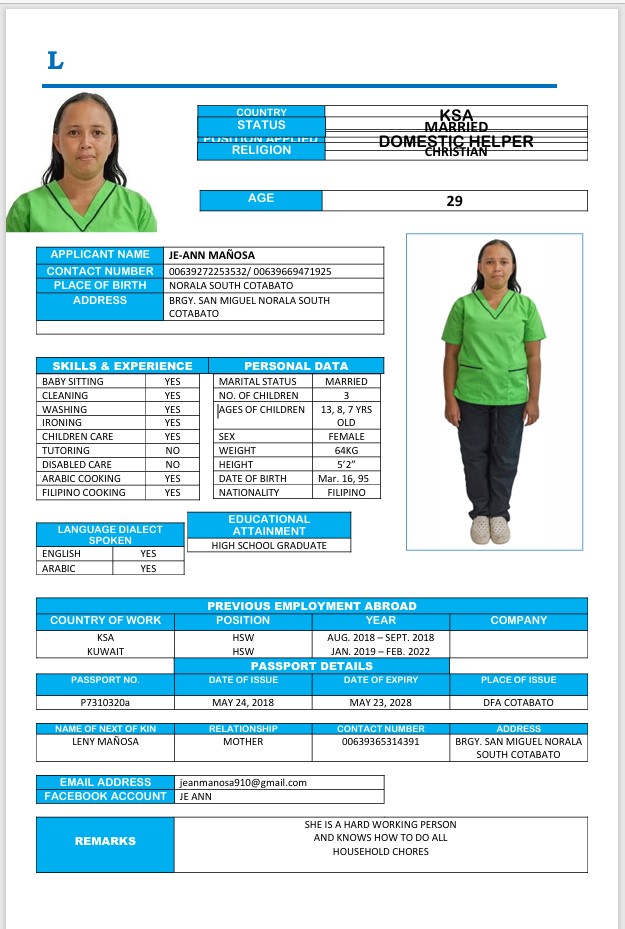 L
COUNTRY KSA
STATUS MARRIED
POSITION APPLIED DOMESTIC HELPER
RELIGION CHRISTIAN
AGE 29
APPLICANT NAME JE-ANN MAÑOSA
CONTACT NUMBER 00639272253532/ 00639669471925
PLACE OF BIRTH NORALA SOUTH COTABATO
ADDRESS BRGY. SAN MIGUEL NORALA SOUTH
COTABATO
SKILLS & EXPERIENCE PERSONAL DATA
BABY SITTING YES MARITAL STATUS MARRIED
CLEANING YES NO. OF CHILDREN 3
WASHING YES AGES OF CHILDREN 13, 8, 7 YRS
IRONING YES OLD
CHILDREN CARE YES SEX FEMALE
TUTORING NO WEIGHT 64KG
DISABLED CARE NO HEIGHT 5'2"
ARABIC COOKING YES DATE OF BIRTH Mar. 16, 95
FILIPINO COOKING YES NATIONALITY FILIPINO
LANGUAGE DIALECT
SPOKEN
ENGLISH YES
ARABIC YES
EDUCATIONAL
ATTAINMENT
HIGH SCHOOL GRADUATE
PREVIOUS EMPLOYMENT ABROAD
COUNTRY OF WORK POSITION YEAR COMPANY
KSA HSW AUG. 2018 – SEPT. 2018
KUWAIT HSW JAN. 2019 – FEB. 2022
PASSPORT DETAILS
PASSPORT NO. DATE OF ISSUE DATE OF EXPIRY PLACE OF ISSUE
P7310320a MAY 24, 2018 MAY 23, 2028 DFA COTABATO
NAME OF NEXT OF KIN RELATIONSHIP CONTACT NUMBER ADDRESS
LENY MAÑOSA MOTHER 00639365314391 BRGY. SAN MIGUEL NORALA
SOUTH COTABATO
EMAIL ADDRESS jeanmanosa910@gmail.com
FACEBOOK ACCOUNT JE ANN
REMARKS
SHE IS A HARD WORKING PERSON
AND KNOWS HOW TO DO ALL
HOUSEHOLD CHORES